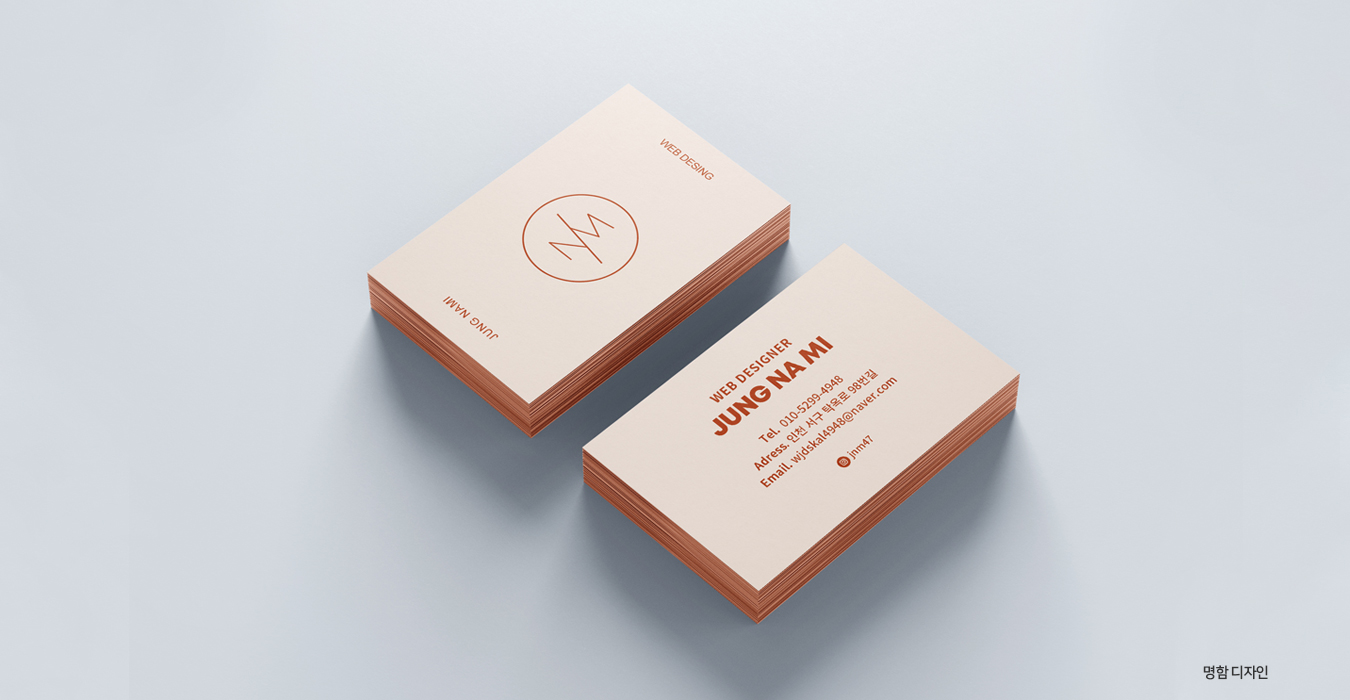 WEB DESING
JUNG NAMI
WEB DESIGNER
JUNG NA MI
Tel. 010-5299-4948
Adress. 인천 서구 탁옥로 98번길
Email. wjdskal4948@naver.com
jnm47
명함 디자인